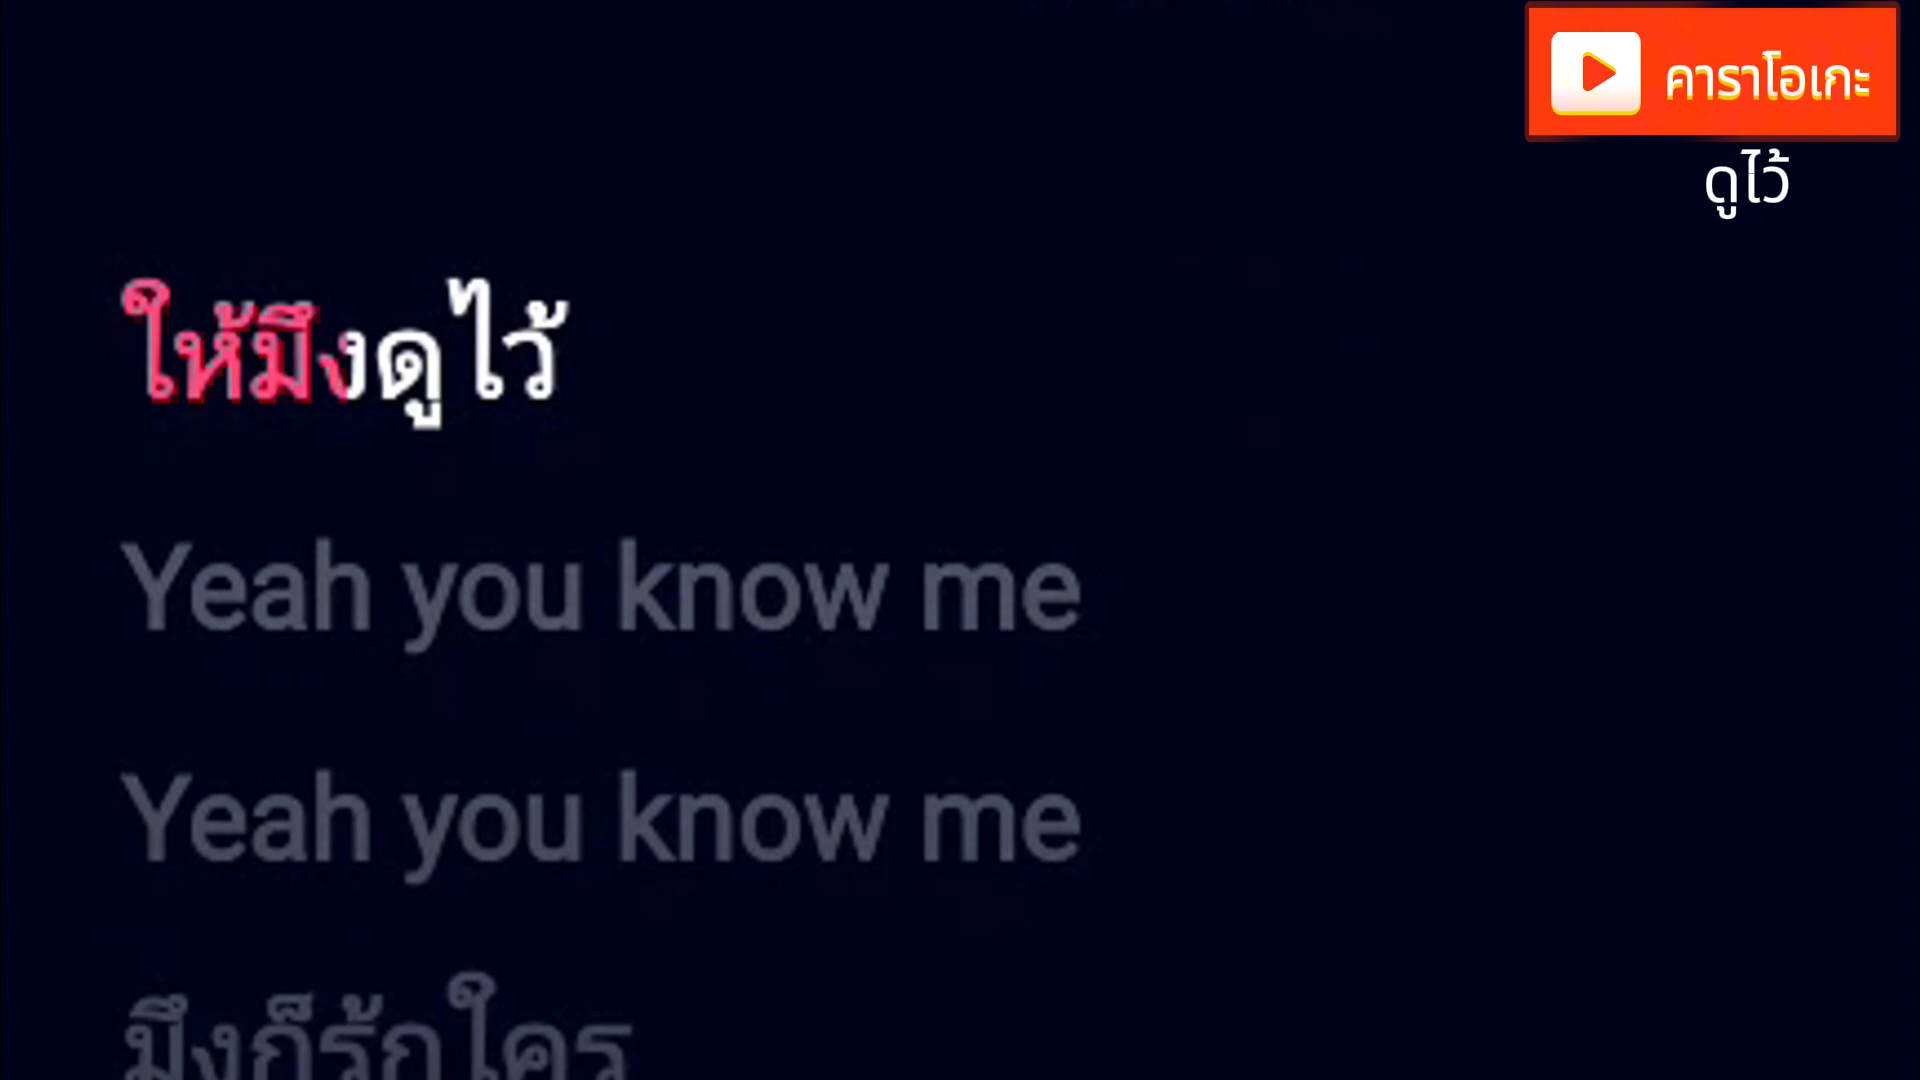 คาราโอเกะ
ดูไว้
ให้มึงดูไว้
Yeah you know me
Yeah you know me
มึงก็รู้กูใคร